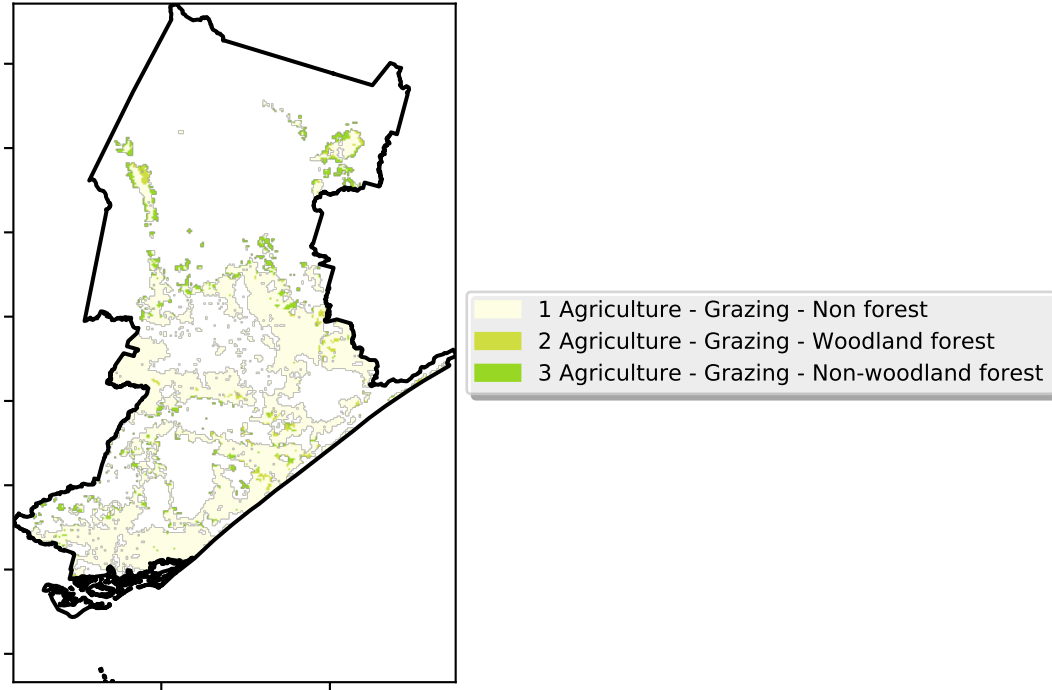 1 Agriculture - Grazing - Non forest
2 Agriculture - Grazing - Woodland forest
3 Agriculture - Grazing - Non-woodland forest